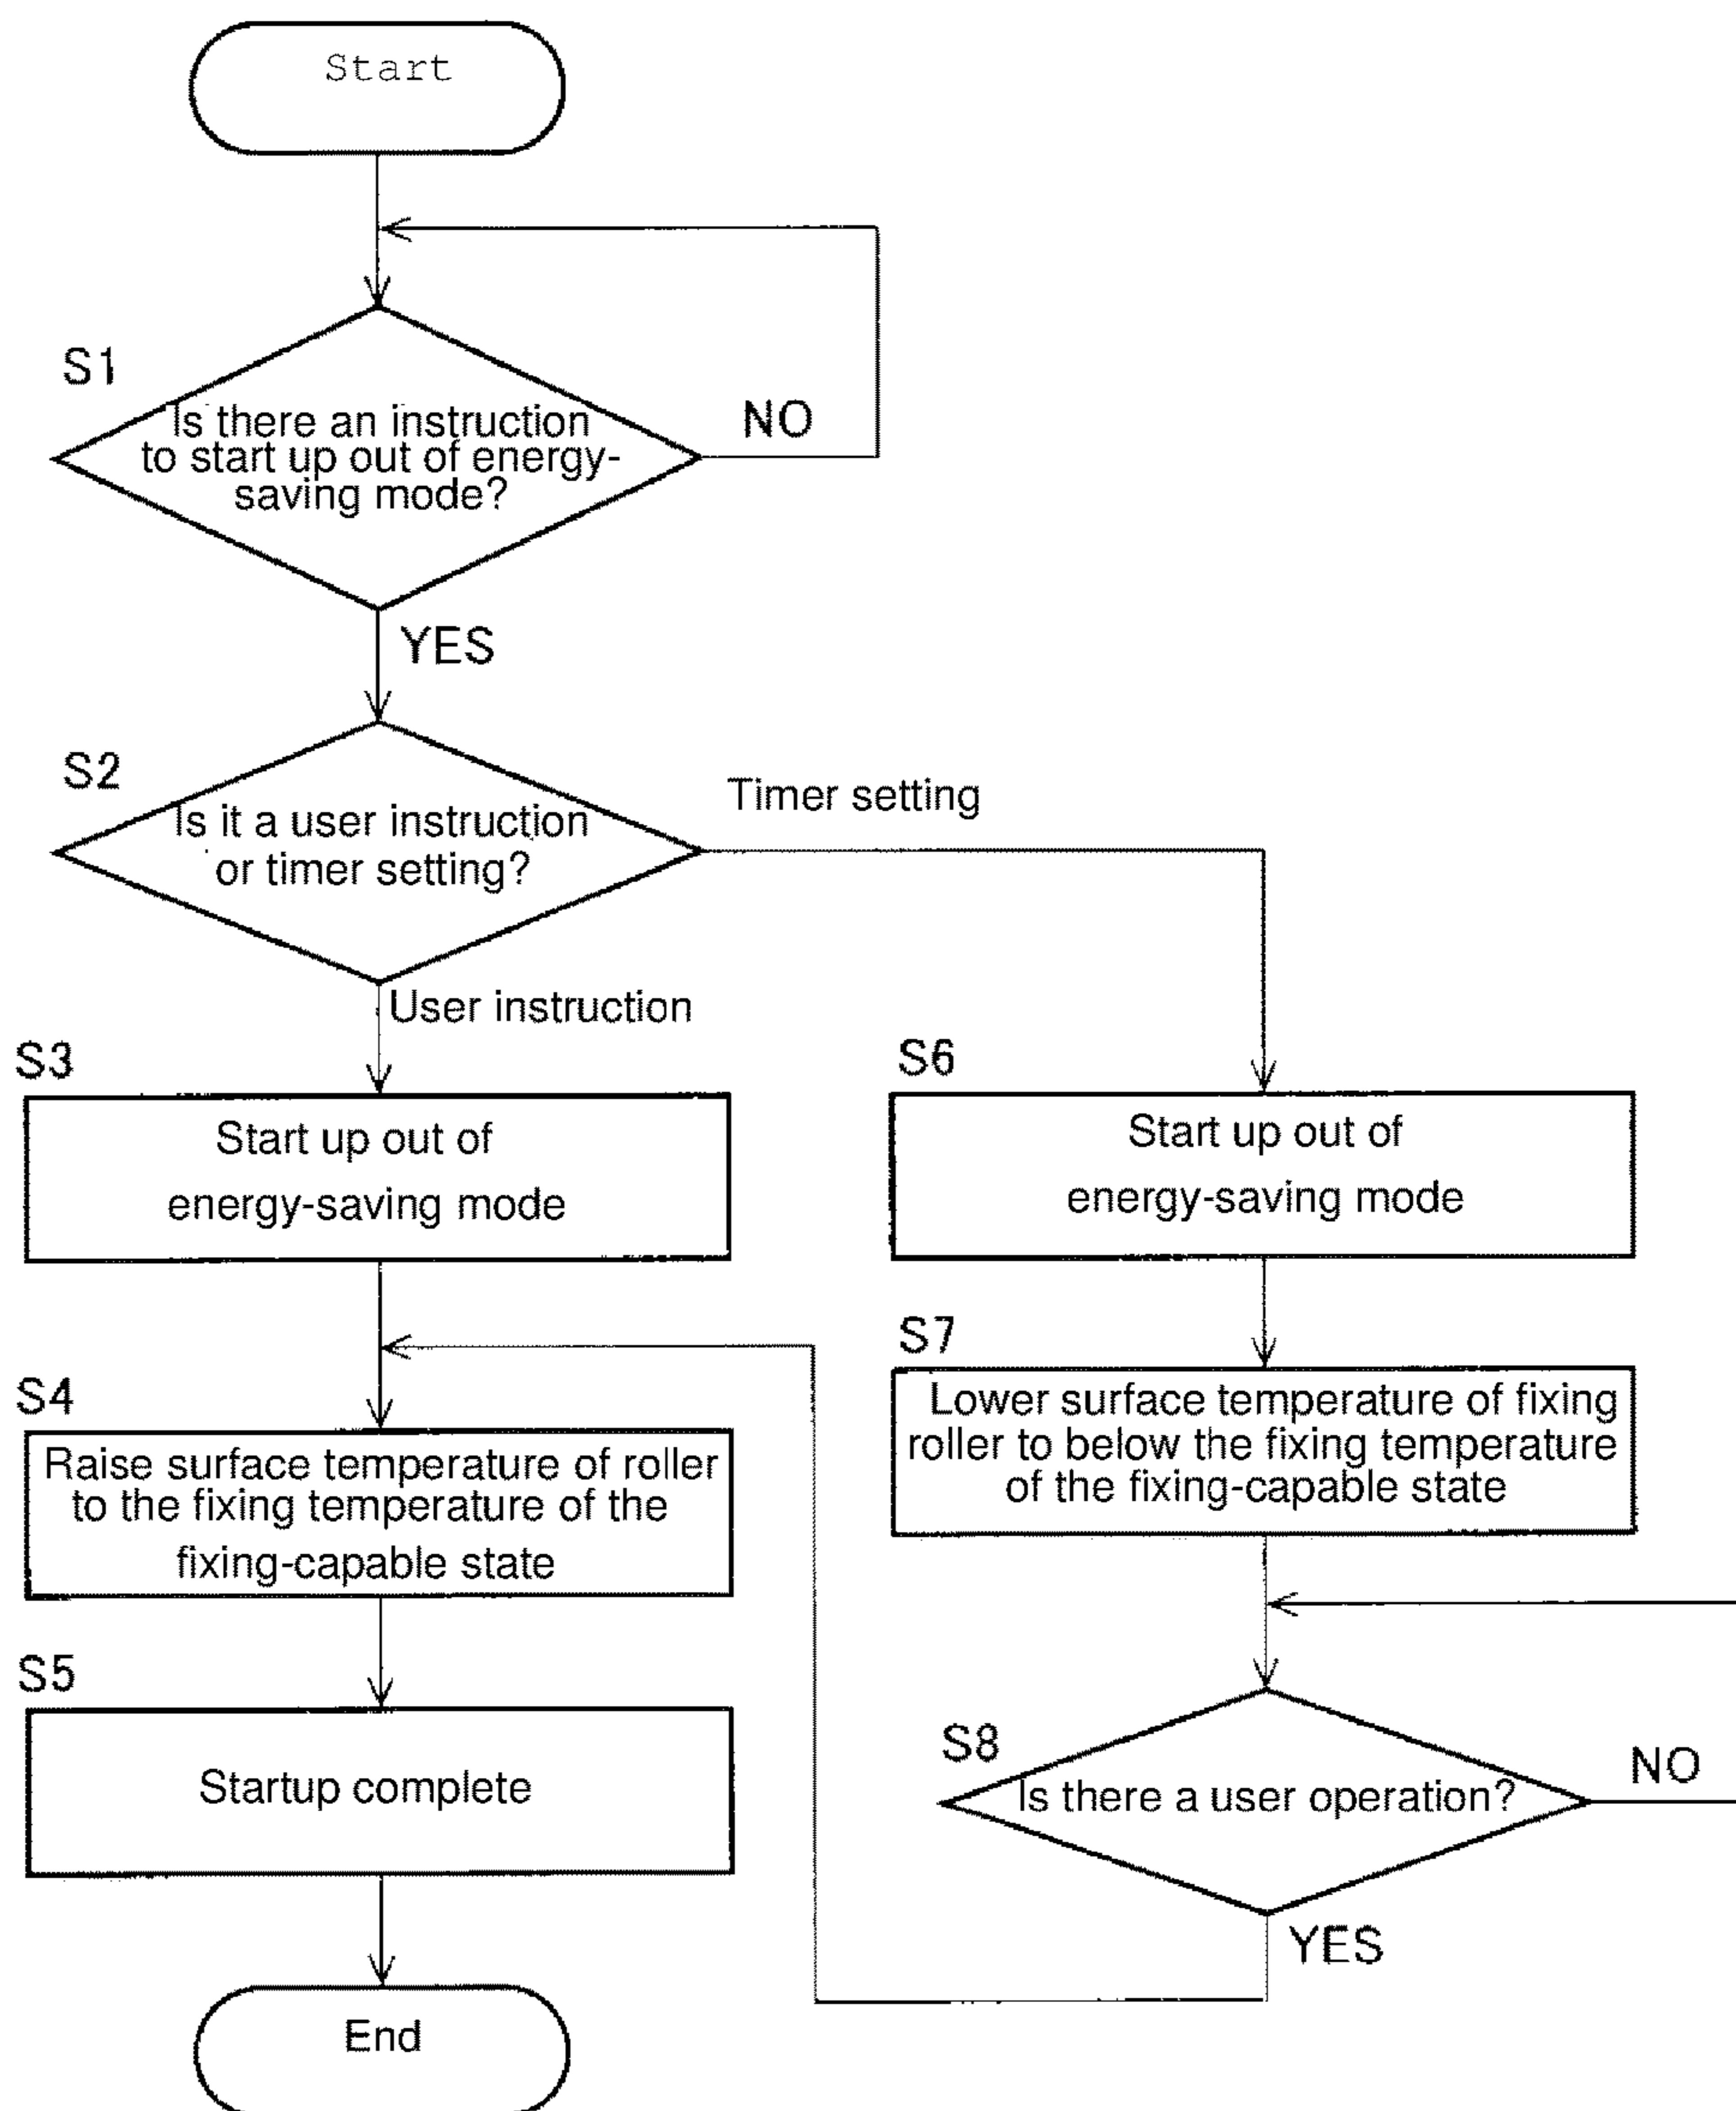 Start
S1
Is there an instruction
to start up out of energy-
saving mode?
NO
YES
S2
Is it a user instruction
or timer setting?
Timer setting
User instruction
S3
Start up out of
energy-saving mode
S4
Raise surface temperature of roller
to the fixing temperature of the
fixing-capable state
S5
Startup complete
End
S6
Start up out of
energy-saving mode
S7
Lower surface temperature of fixing
roller to below the fixing temperature
of the fixing-capable state
S8
Is there a user operation?
NO
YES